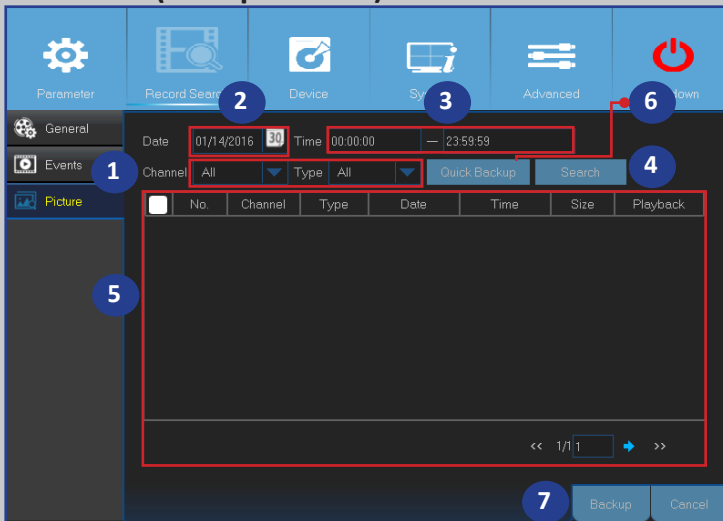 Parameter Record Search Device Advanced
2 3 6
General
Date 01/14/2016 30 Time 00:00:00 — 23:59:59
Events 1 Channel All Type All Quick Backup Search 4
Picture
No. Channel Type Date Time Size Playback
5
<< 1/1 1 >>
7 Backup Cancel